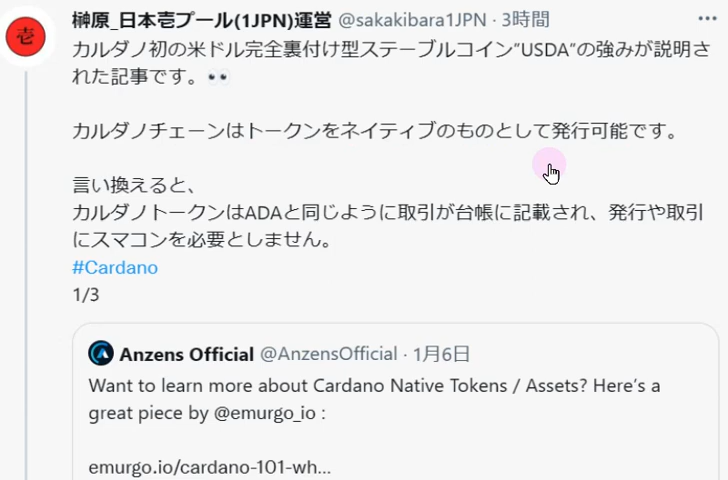 壱
榊原_日本壱プール(1JPN)運営 @sakakibara1JPN · 3時間
カルダノ初の米ドル完全裏付け型ステーブルコイン”USDA”の強みが説明さ
れた記事です。👀
カルダノチェーンはトークンをネイティブのものとして発行可能です。
言い換えると、
カルダノトークンはADAと同じように取引が台帳に記載され、発行や取引
にスマコンを必要としません。
#Cardano
1/3
Anzens Official @AnzensOfficial · 1月6日
Want to learn more about Cardano Native Tokens / Assets? Here’s a
great piece by @emurgo_io :
emurgo.io/cardano-101-wh...